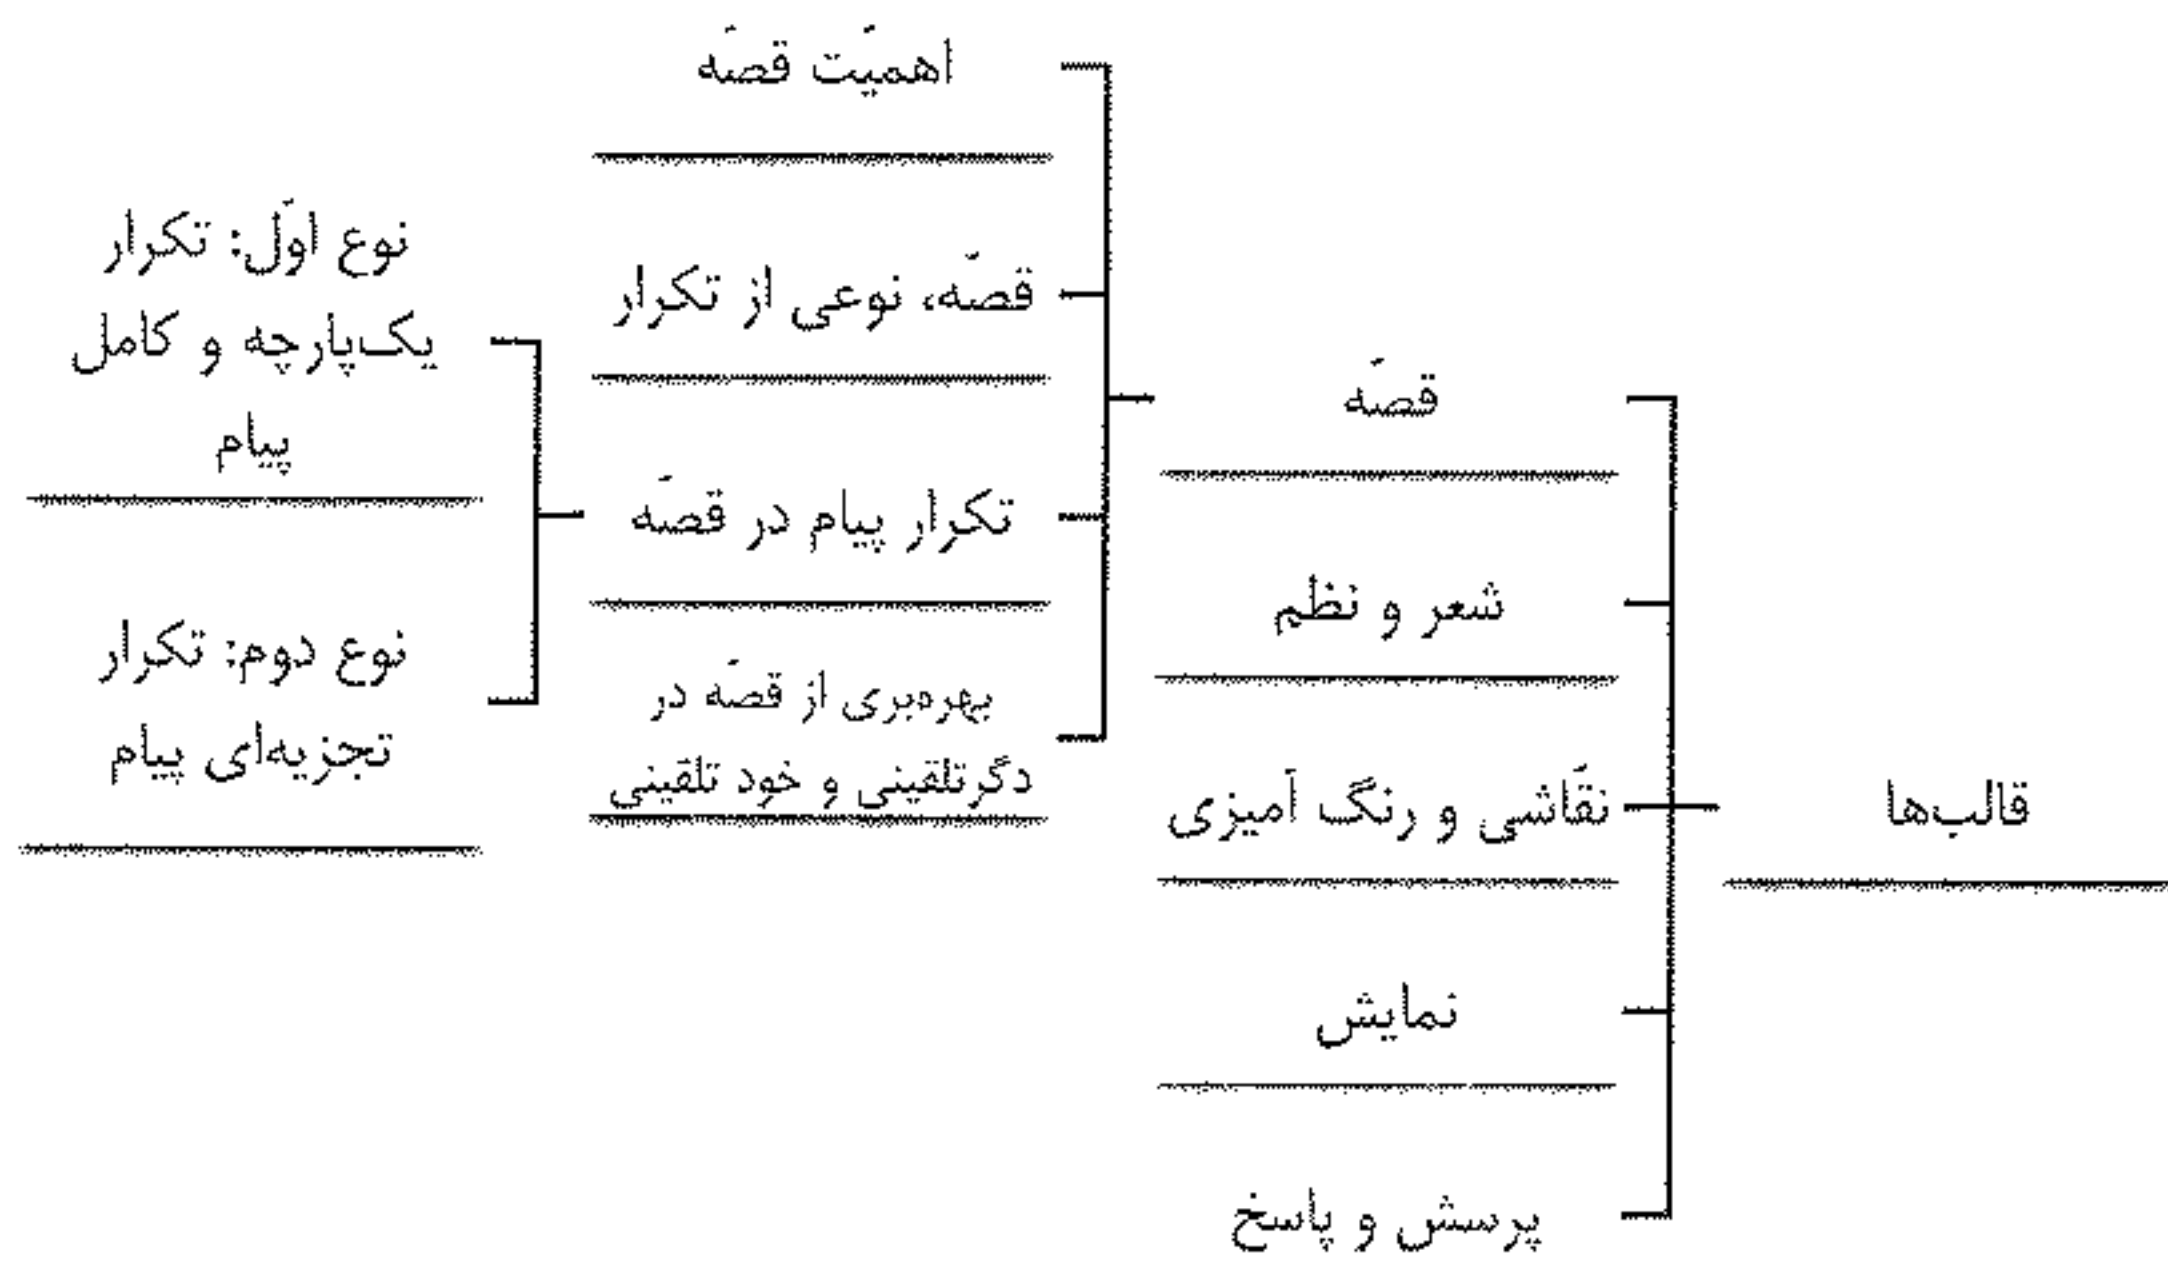 قالب‌ها
قصّه
اهمیّت قصّه
قصّه، نوعی از تکرار
تکرار پیام در قصّه
نوع اوّل: تکرار
یک‌پارچه و کامل
پیام
نوع دوم: تکرار
تجزیه‌ای پیام
بهره‌بری از قصّه در
دگرتلقینی و خود تلقینی
شعر و نظم
نقّاشی و رنگ آمیزی
نمایش
پرسش و پاسخ